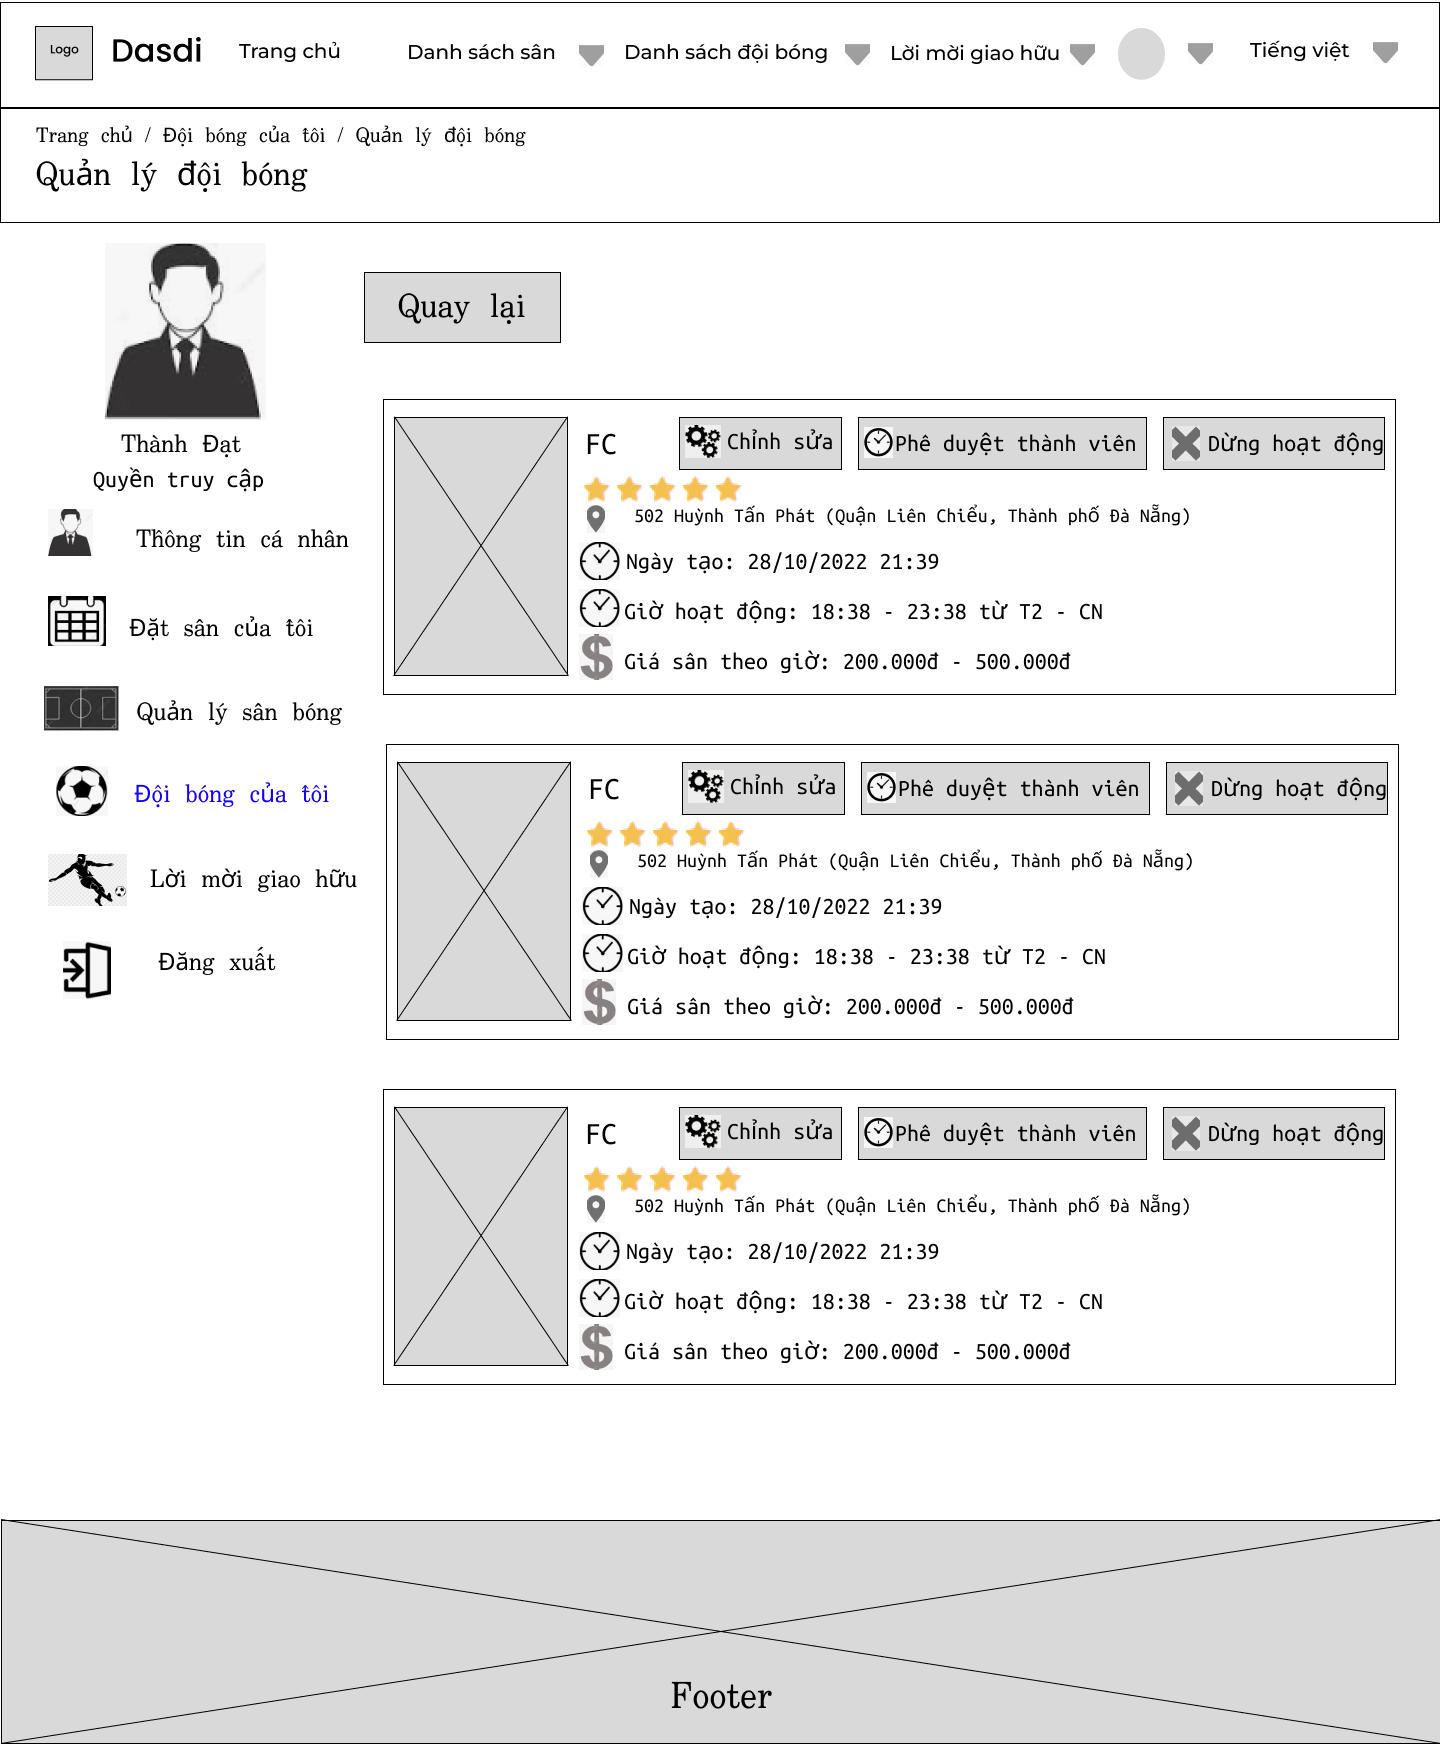 Logo Dasdi Trang chủ Danh sách sân Danh sách đội bóng Lời mời giao hữu Tiếng việt
Trang chủ / Đội bóng của tôi / Quản lý đội bóng
Quản lý đội bóng
Quay lại
Thành Đạt
Quyền truy cập
Thông tin cá nhân
Đặt sân của tôi
Quản lý sân bóng
Đội bóng của tôi
Lời mời giao hữu
Đăng xuất
FC Chỉnh sửa Phê duyệt thành viên Dừng hoạt động
502 Huỳnh Tấn Phát (Quận Liên Chiểu, Thành phố Đà Nẵng)
Ngày tạo: 28/10/2022 21:39
Giờ hoạt động: 18:38 - 23:38 từ T2 - CN
Giá sân theo giờ: 200.000đ - 500.000đ
FC Chỉnh sửa Phê duyệt thành viên Dừng hoạt động
502 Huỳnh Tấn Phát (Quận Liên Chiểu, Thành phố Đà Nẵng)
Ngày tạo: 28/10/2022 21:39
Giờ hoạt động: 18:38 - 23:38 từ T2 - CN
Giá sân theo giờ: 200.000đ - 500.000đ
FC Chỉnh sửa Phê duyệt thành viên Dừng hoạt động
502 Huỳnh Tấn Phát (Quận Liên Chiểu, Thành phố Đà Nẵng)
Ngày tạo: 28/10/2022 21:39
Giờ hoạt động: 18:38 - 23:38 từ T2 - CN
Giá sân theo giờ: 200.000đ - 500.000đ
Footer